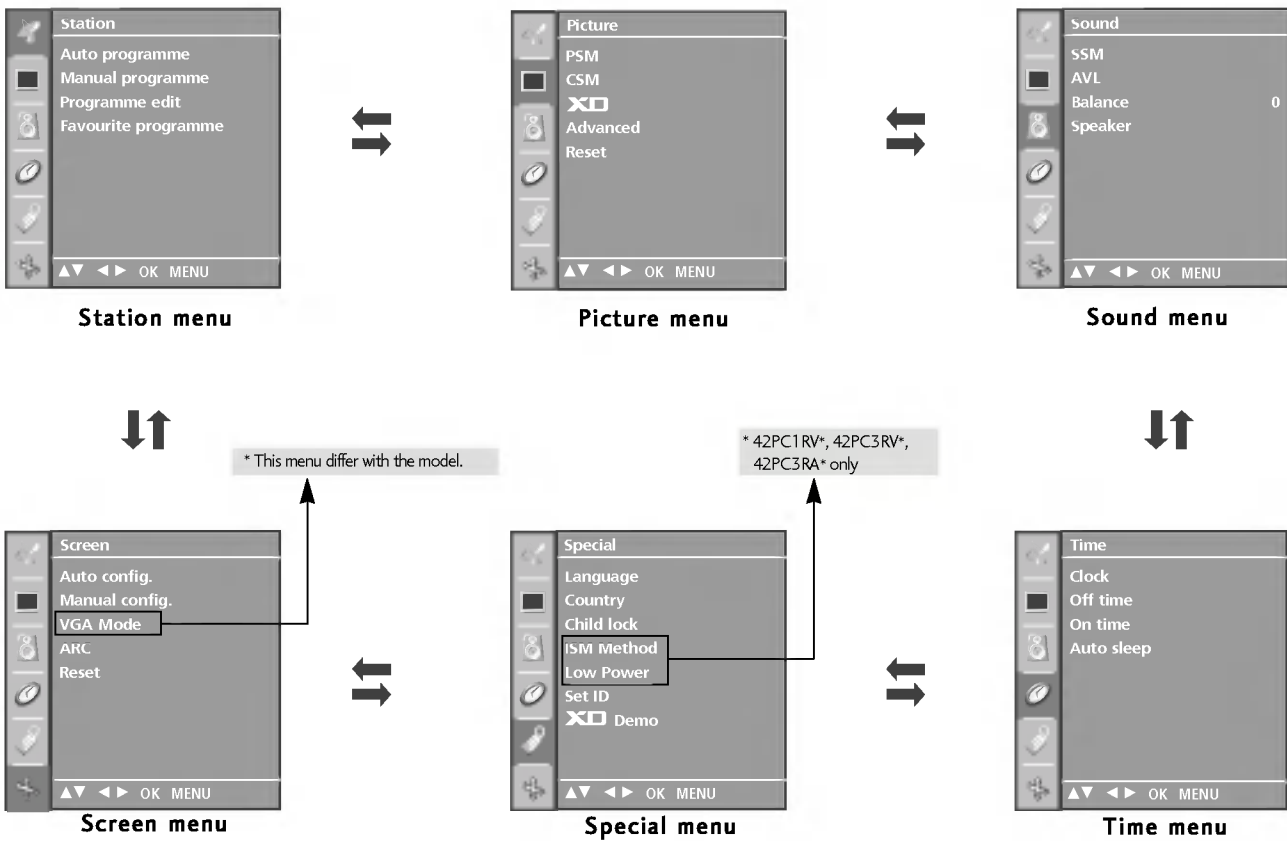 Station
Auto programme
Manual programme
Programme edit
Favourite programme
▲▼ ◄► OK MENU
Station menu
Picture
PSM
CSM
XD
Advanced
Reset
▲▼ ◄► OK MENU
Picture menu
Sound
SSM
AVL
Balance 0
Speaker
▲▼ ◄► OK MENU
Sound menu
* This menu differ with the model.
* 42PC1RV*, 42PC3RV*,
42PC3RA* only
Screen
Auto config.
Manual config.
VGA Mode
ARC
Reset
▲▼ ◄► OK MENU
Screen menu
Special
Language
Country
Child lock
ISM Method
Low Power
Set ID
XD Demo
▲▼ ◄► OK MENU
Special menu
Time
Clock
Off time
On time
Auto sleep
▲▼ ◄► OK MENU
Time menu